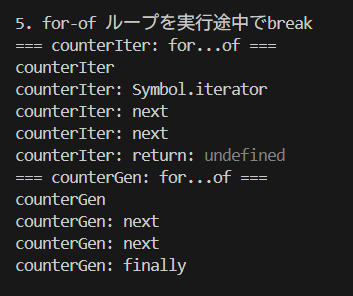 5. for-of ループを実行途中でbreak
=== counterIter: for...of ===
counterIter
counterIter: Symbol.iterator
counterIter: next
counterIter: next
counterIter: return: undefined
=== counterGen: for...of ===
counterGen
counterGen: next
counterGen: next
counterGen: finally